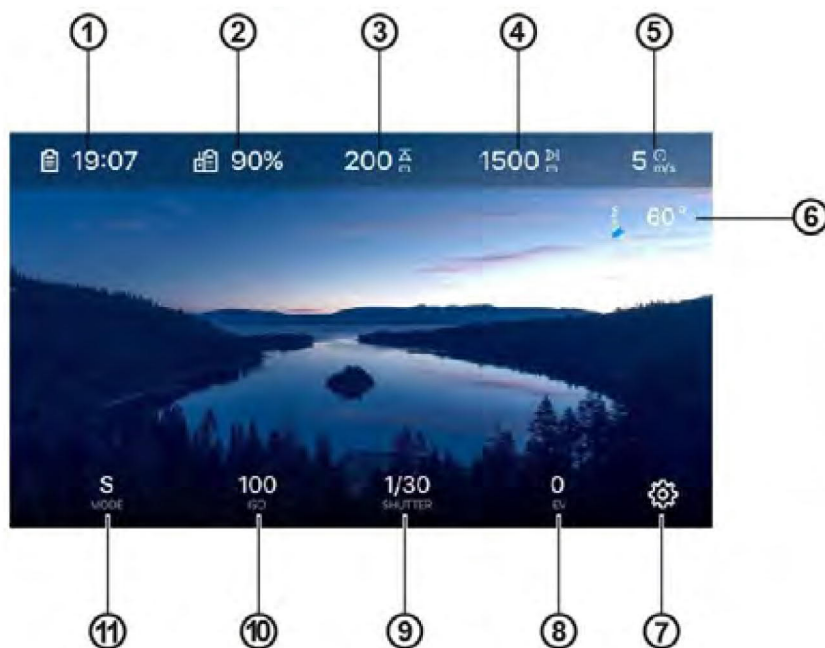 ① ② ③ ④ ⑤
19:07 90% 200 m 1500 m 5 m/s
60° ⑥
S 100 1/30 0
MODE ISO SHUTTER EV
⑪ ⑩ ⑨ ⑧ ⑦